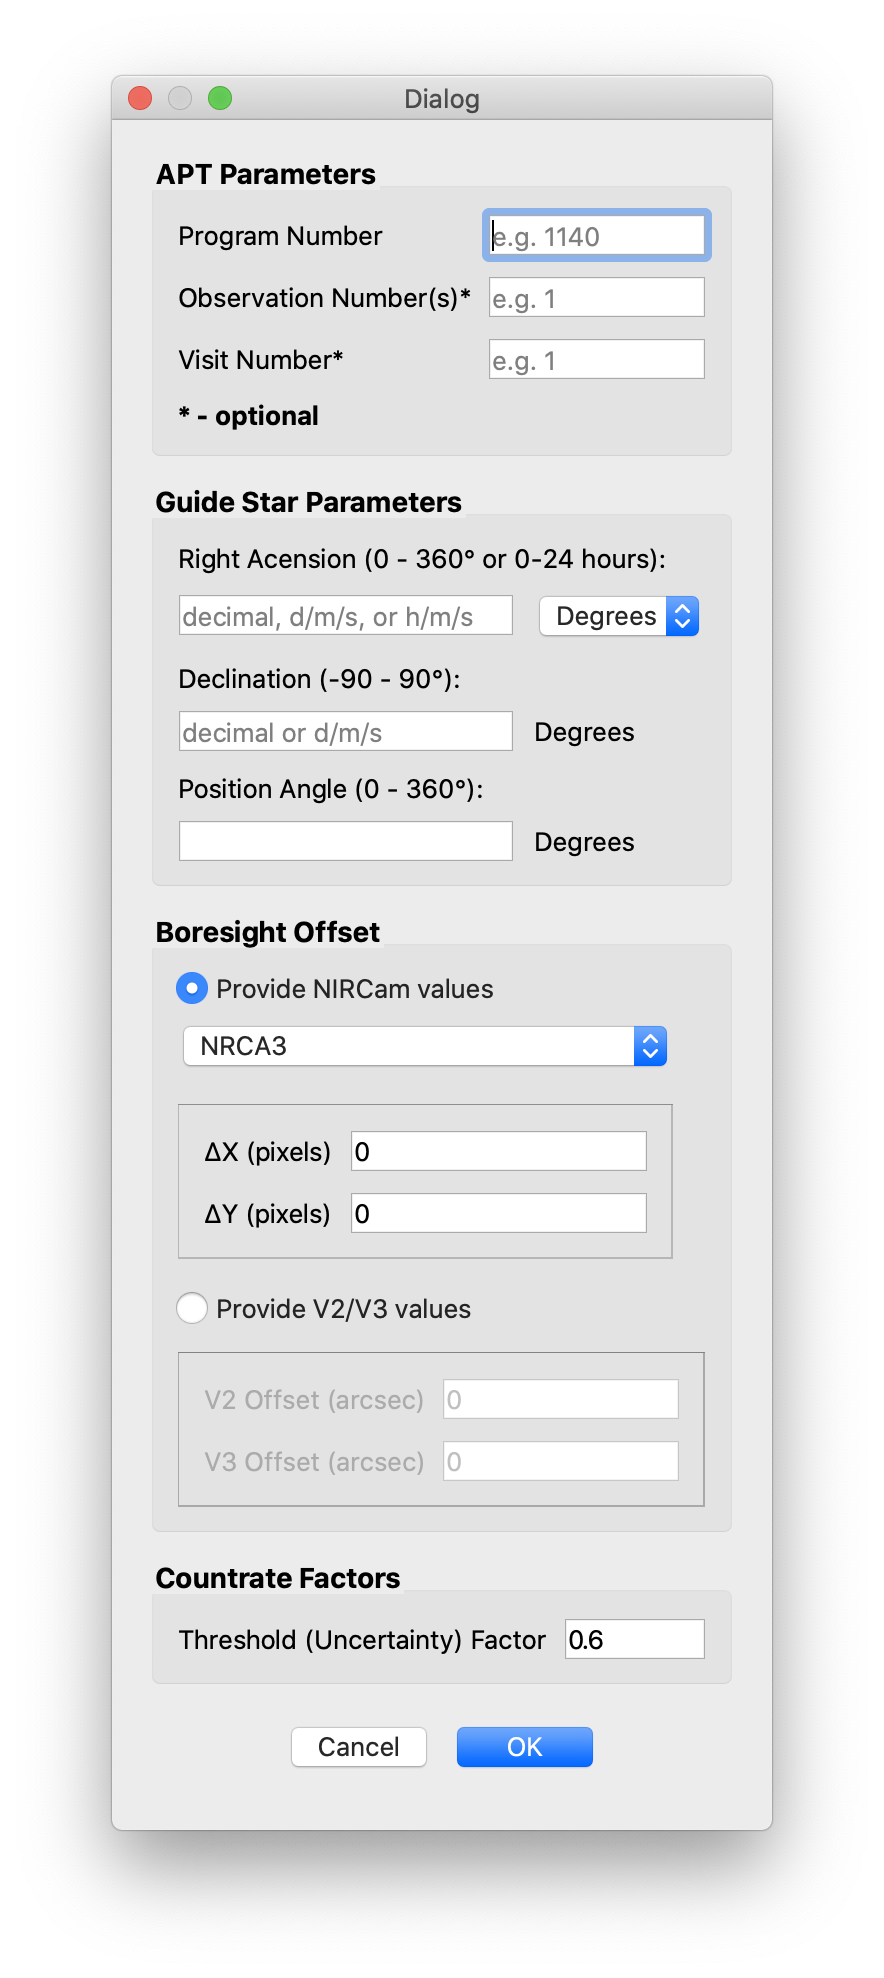 Dialog
APT Parameters
Program Number e.g. 1140
Observation Number(s)* e.g. 1
Visit Number* e.g. 1
* - optional
Guide Star Parameters
Right Acension (0 - 360° or 0-24 hours):
decimal, d/m/s, or h/m/s Degrees
Declination (-90 - 90°):
decimal or d/m/s Degrees
Position Angle (0 - 360°):
Degrees
Boresight Offset
Provide NIRCam values
NRCA3
ΔX (pixels) 0
ΔY (pixels) 0
Provide V2/V3 values
V2 Offset (arcsec) 0
V3 Offset (arcsec) 0
Countrate Factors
Threshold (Uncertainty) Factor 0.6
Cancel OK